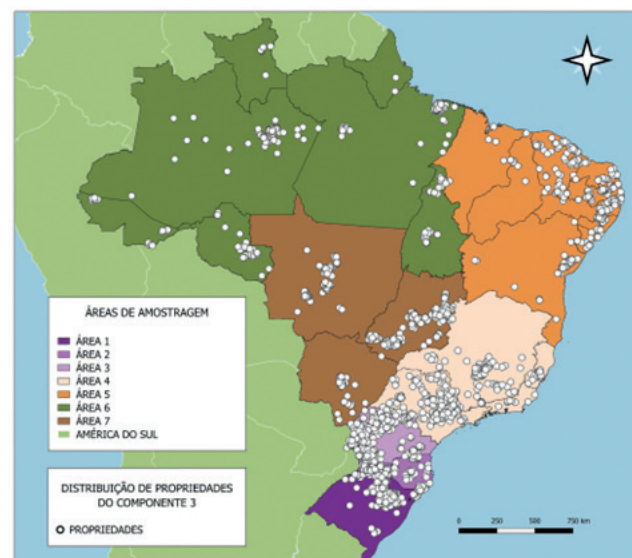 ÁREAS DE AMOSTRAGEM
ÁREA 1
ÁREA 2
ÁREA 3
ÁREA 4
ÁREA 5
ÁREA 6
ÁREA 7
AMÉRICA DO SUL
DISTRIBUIÇÃO DE PROPRIEDADES
DO COMPONENTE 3
PROPRIEDADES
0 250 500 750 km